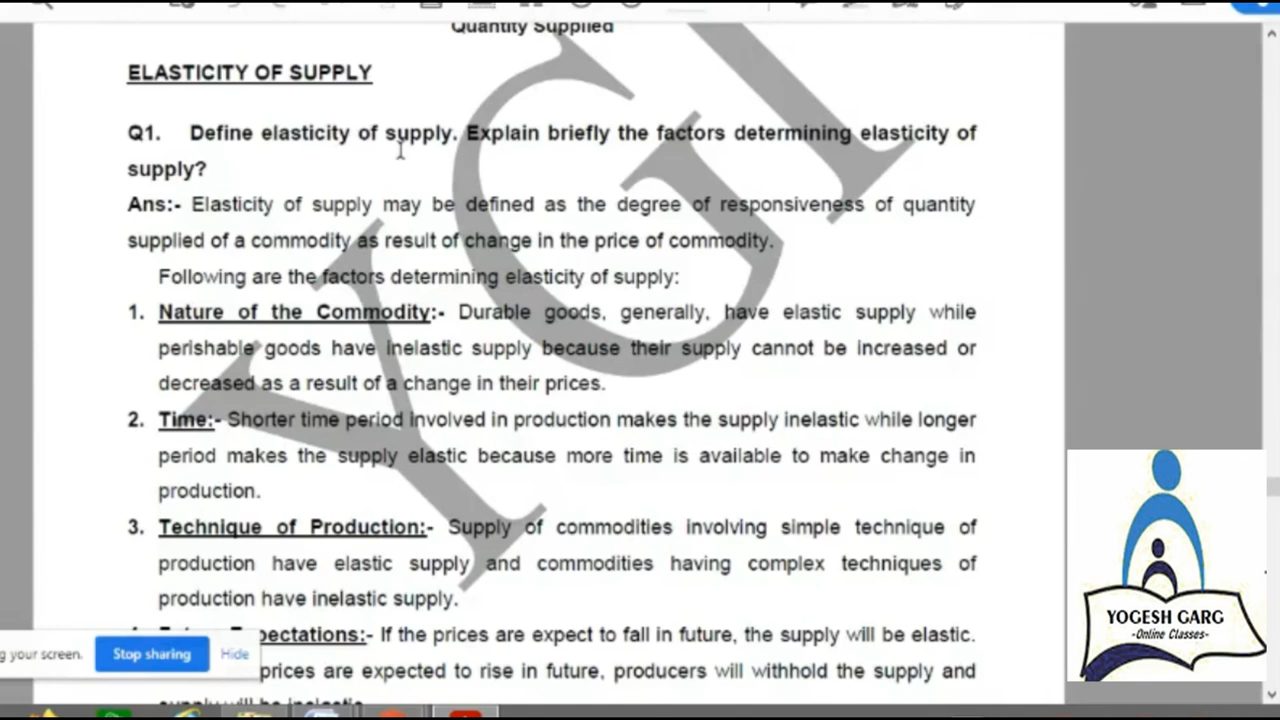 Quantity Supplied
ELASTICITY OF SUPPLY
Q1. Define elasticity of supply. Explain briefly the factors determining elasticity of
supply?
Ans:- Elasticity of supply may be defined as the degree of responsiveness of quantity
supplied of a commodity as result of change in the price of commodity.
Following are the factors determining elasticity of supply:
1. Nature of the Commodity:- Durable goods, generally, have elastic supply while
perishable goods have inelastic supply because their supply cannot be increased or
decreased as a result of a change in their prices.
2. Time:- Shorter time period involved in production makes the supply inelastic while longer
period makes the supply elastic because more time is available to make change in
production.
3. Technique of Production:- Supply of commodities involving simple technique of
production have elastic supply and commodities having complex techniques of
production have inelastic supply.
Expectations:- If the prices are expect to fall in future, the supply will be elastic.
prices are expected to rise in future, producers will withhold the supply and
supply will be inelastic
your screen.
Stop sharing
Hide
YGI
YOGESH GARG
-Online Classes-